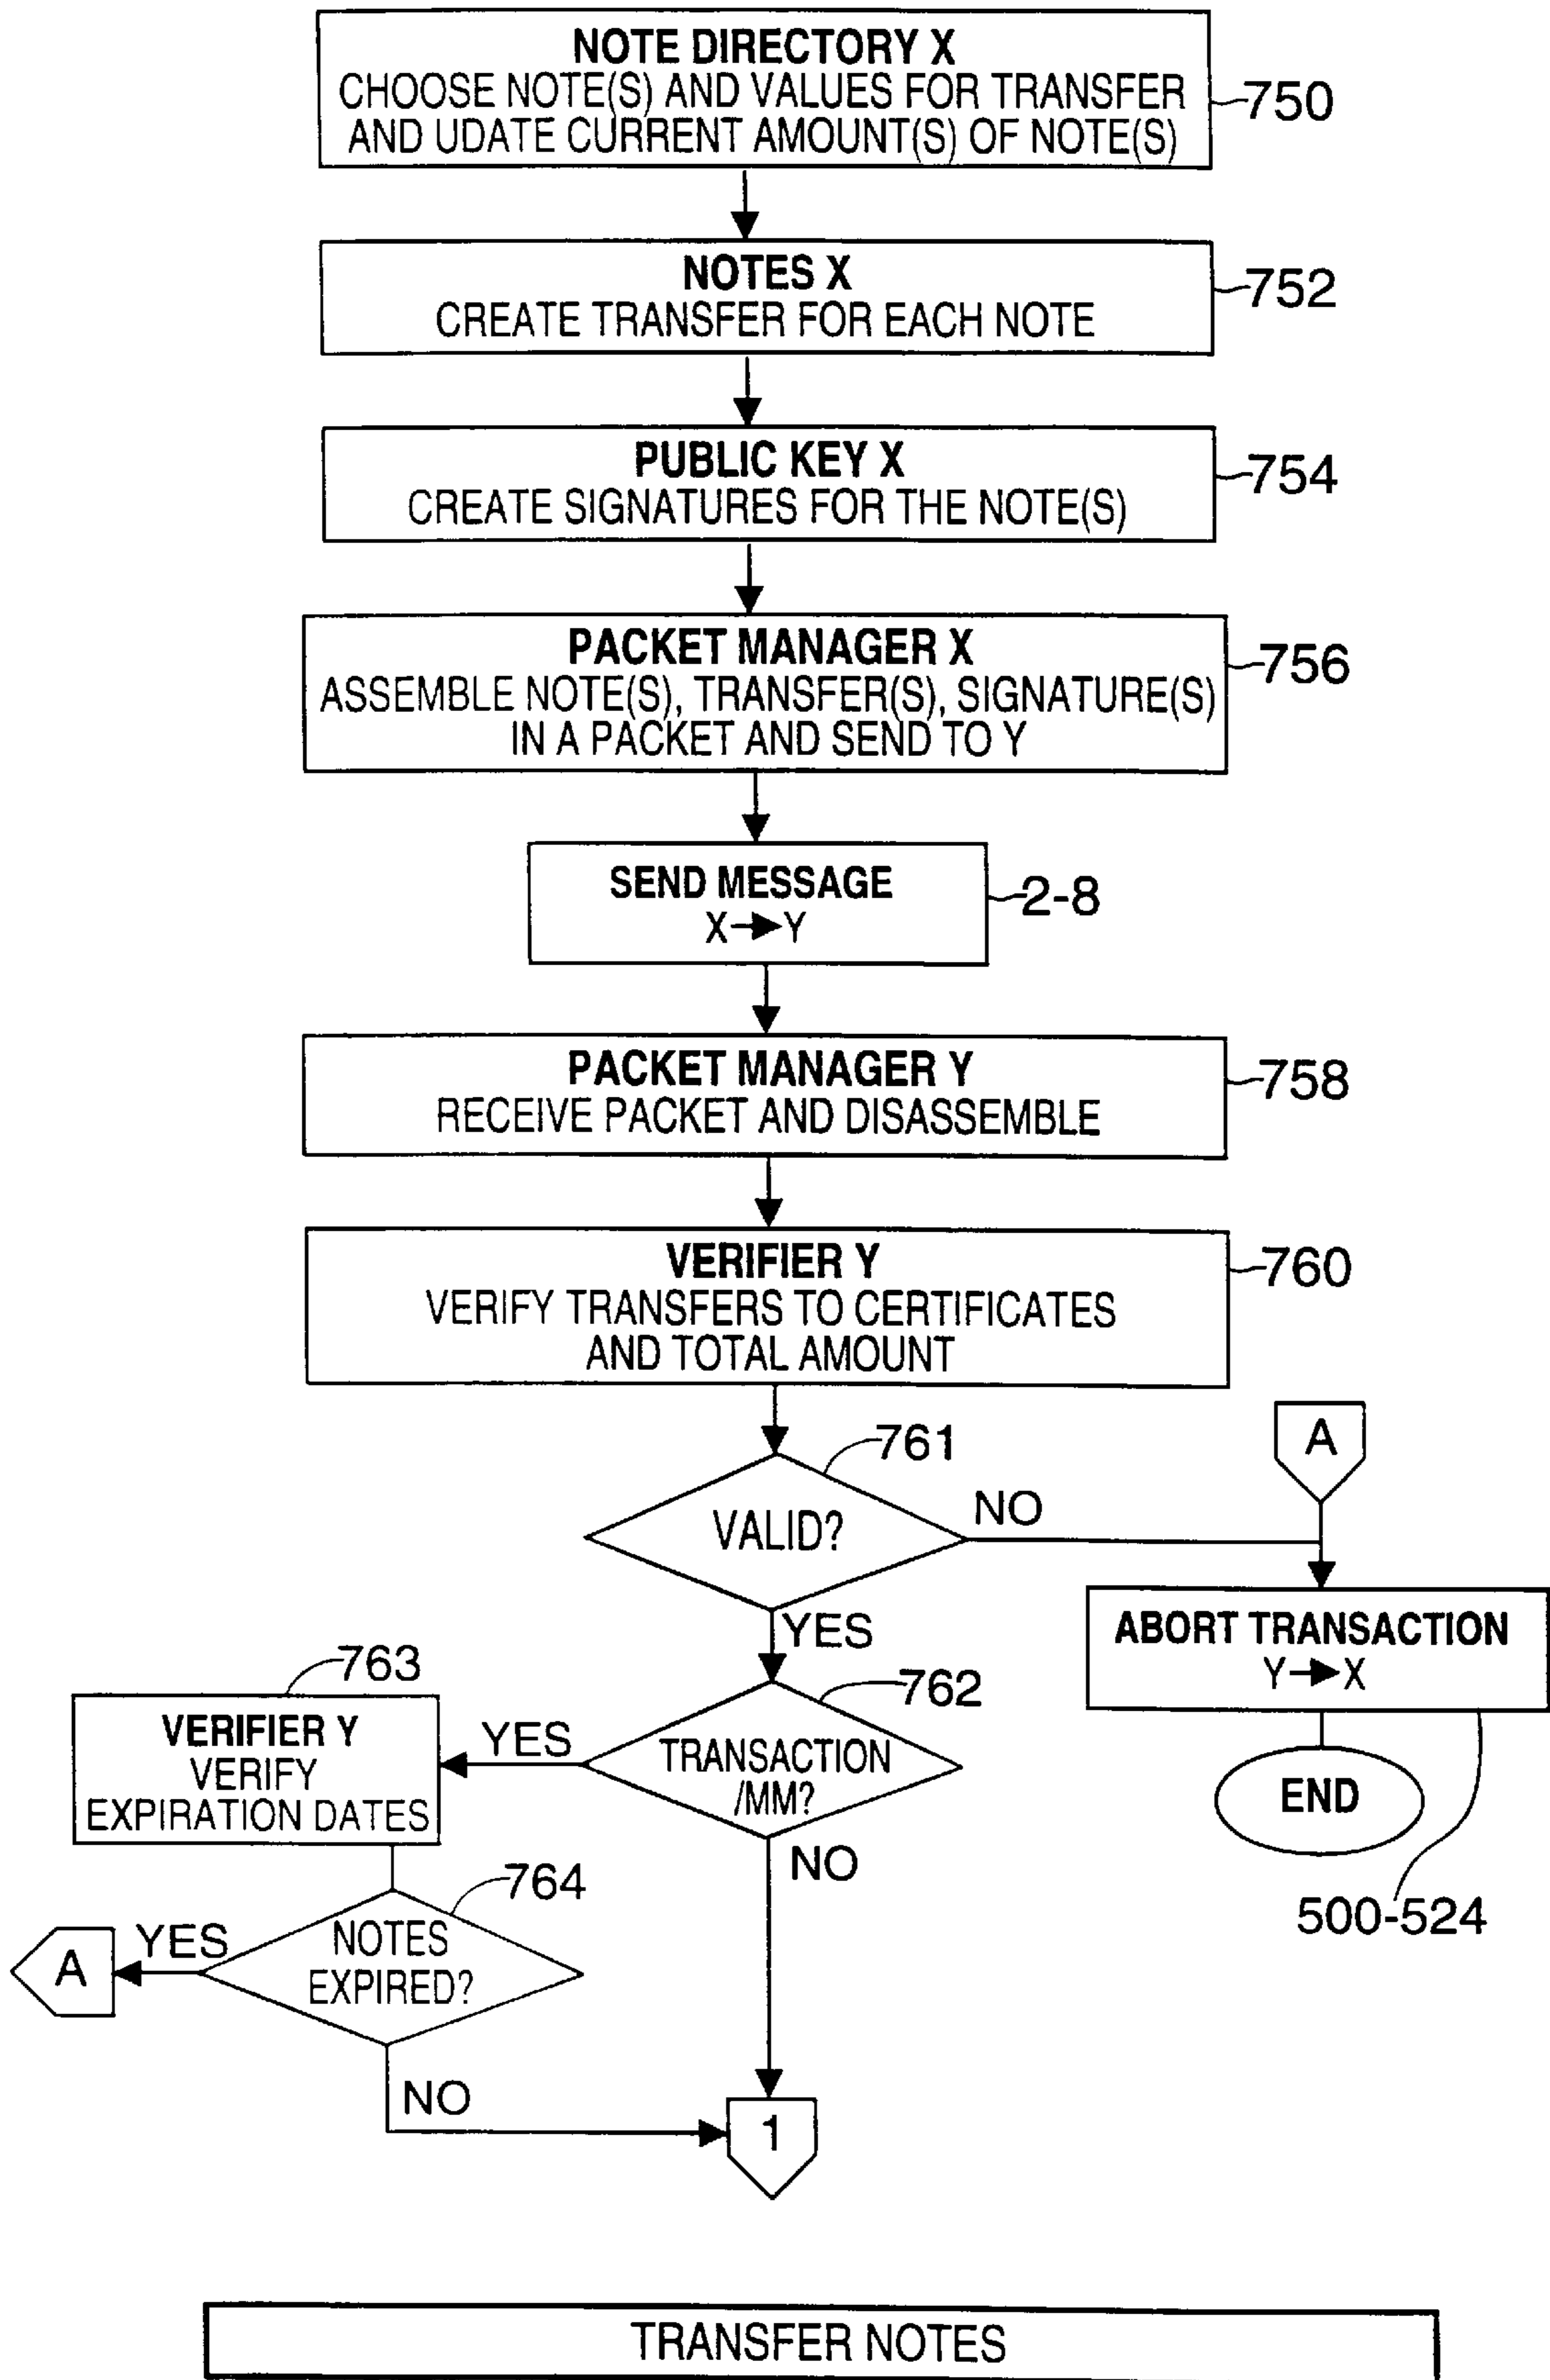 NOTE DIRECTORY X
CHOOSE NOTE(S) AND VALUES FOR TRANSFER
AND UDATE CURRENT AMOUNT(S) OF NOTE(S)
750
NOTES X
CREATE TRANSFER FOR EACH NOTE
752
PUBLIC KEY X
CREATE SIGNATURES FOR THE NOTE(S)
754
PACKET MANAGER X
ASSEMBLE NOTE(S), TRANSFER(S), SIGNATURE(S)
IN A PACKET AND SEND TO Y
756
SEND MESSAGE
X→Y
2-8
PACKET MANAGER Y
RECEIVE PACKET AND DISASSEMBLE
758
VERIFIER Y
VERIFY TRANSFERS TO CERTIFICATES
AND TOTAL AMOUNT
760
761
VALID?
NO
A
YES
ABORT TRANSACTION
Y→X
END
500-524
762
TRANSACTION
/MM?
YES
NO
763
VERIFIER Y
VERIFY
EXPIRATION DATES
764
NOTES
EXPIRED?
YES
A
NO
1
TRANSFER NOTES